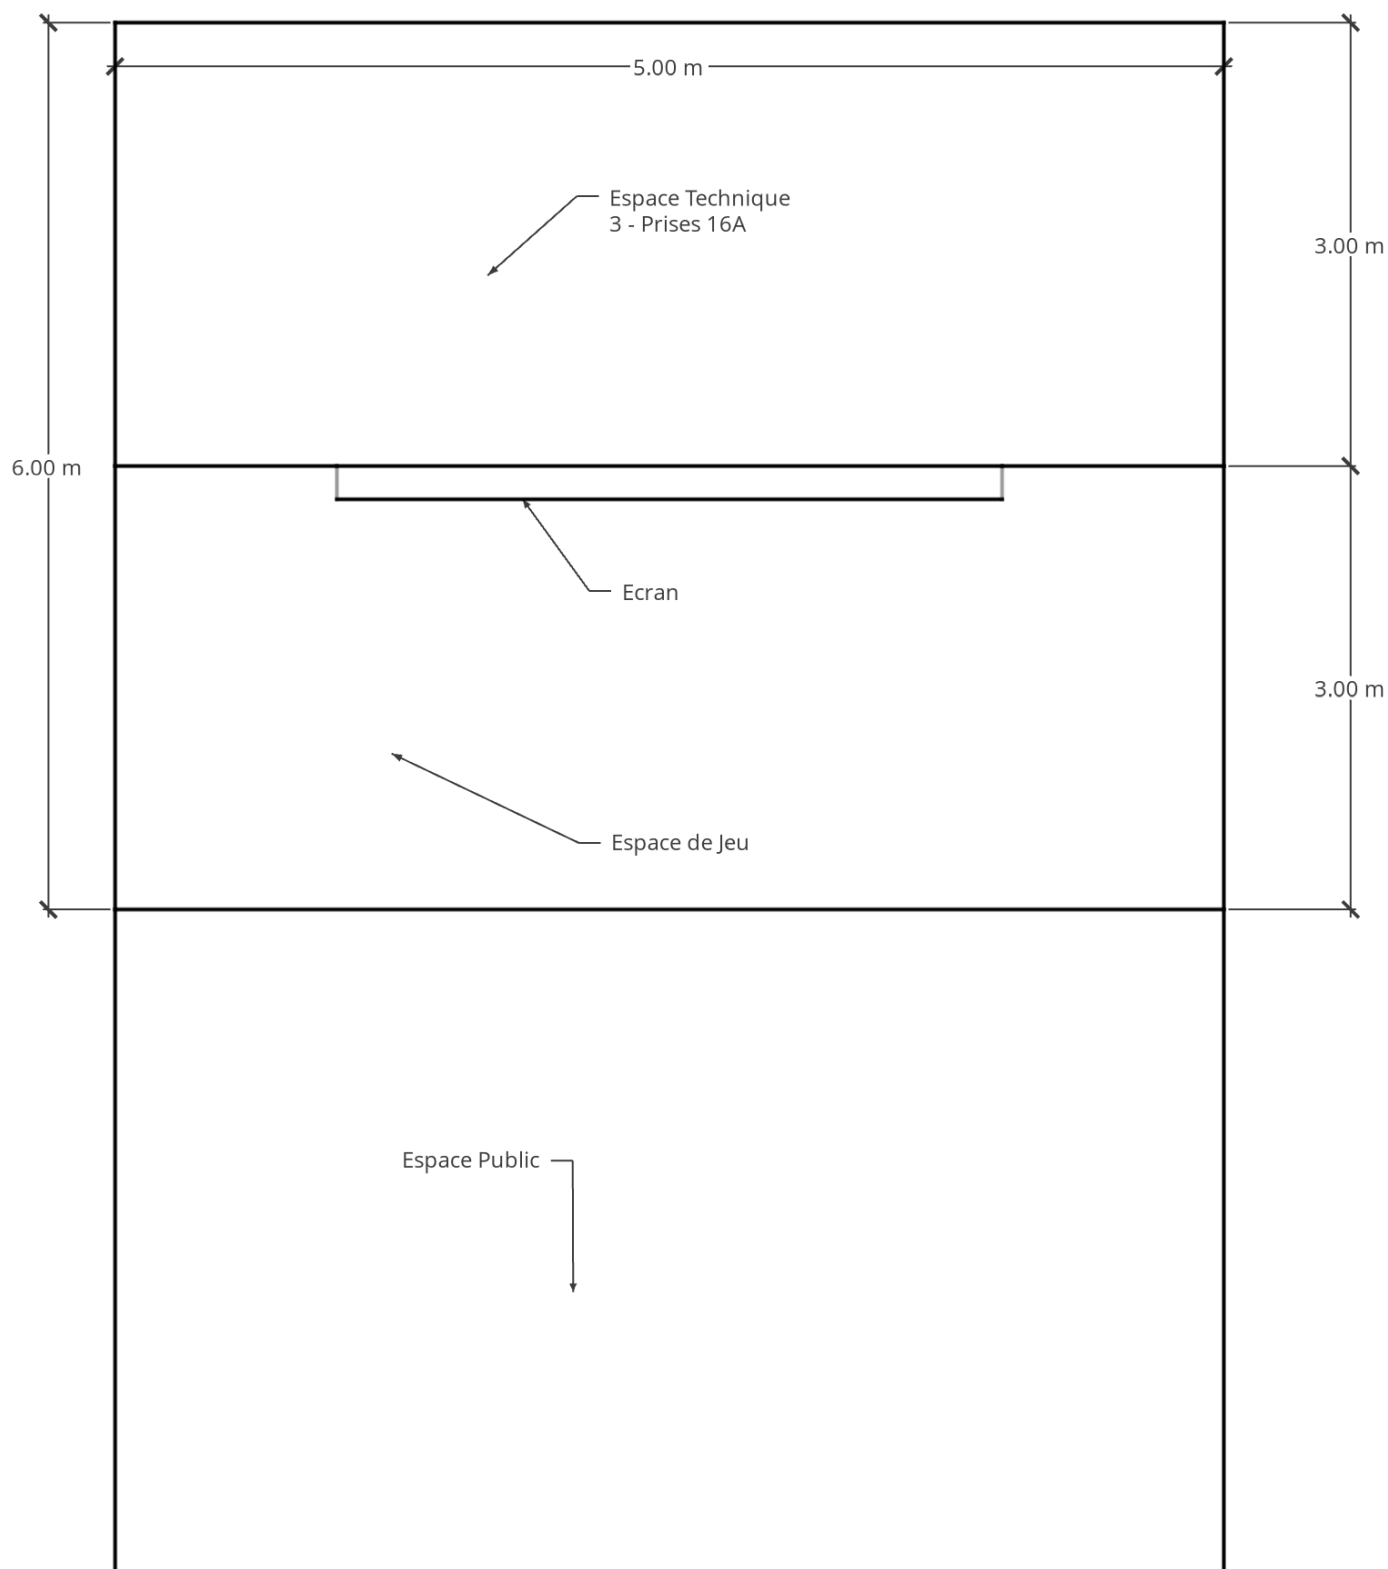 5.00 m
Espace Technique
3 - Prises 16A
3.00 m
6.00 m
Ecran
3.00 m
Espace de Jeu
Espace Public